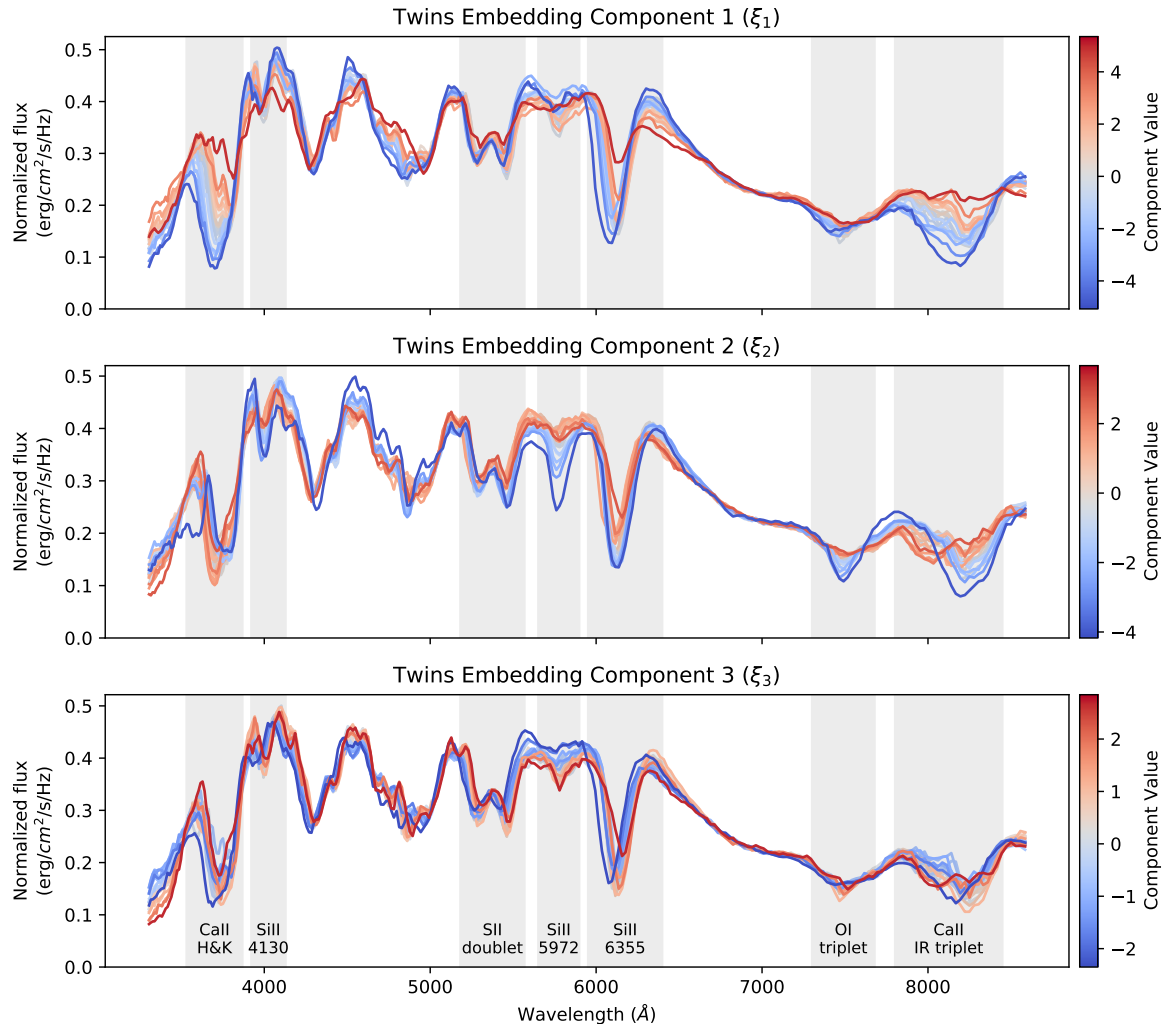 Twins Embedding Component 1 (ξ₁)
Normalized flux
(erg/cm²/s/Hz)
0.5
0.4
0.3
0.2
0.1
0.0
4
2
0
−2
−4
Component Value
Twins Embedding Component 2 (ξ₂)
Normalized flux
(erg/cm²/s/Hz)
0.5
0.4
0.3
0.2
0.1
0.0
2
0
−2
−4
Component Value
Twins Embedding Component 3 (ξ₃)
Normalized flux
(erg/cm²/s/Hz)
0.5
0.4
0.3
0.2
0.1
0.0
CaII
H&K
SiII
4130
SII
doublet
SiII
5972
SiII
6355
OI
triplet
CaII
IR triplet
2
1
0
−1
−2
Component Value
4000 5000 6000 7000 8000
Wavelength (Å)